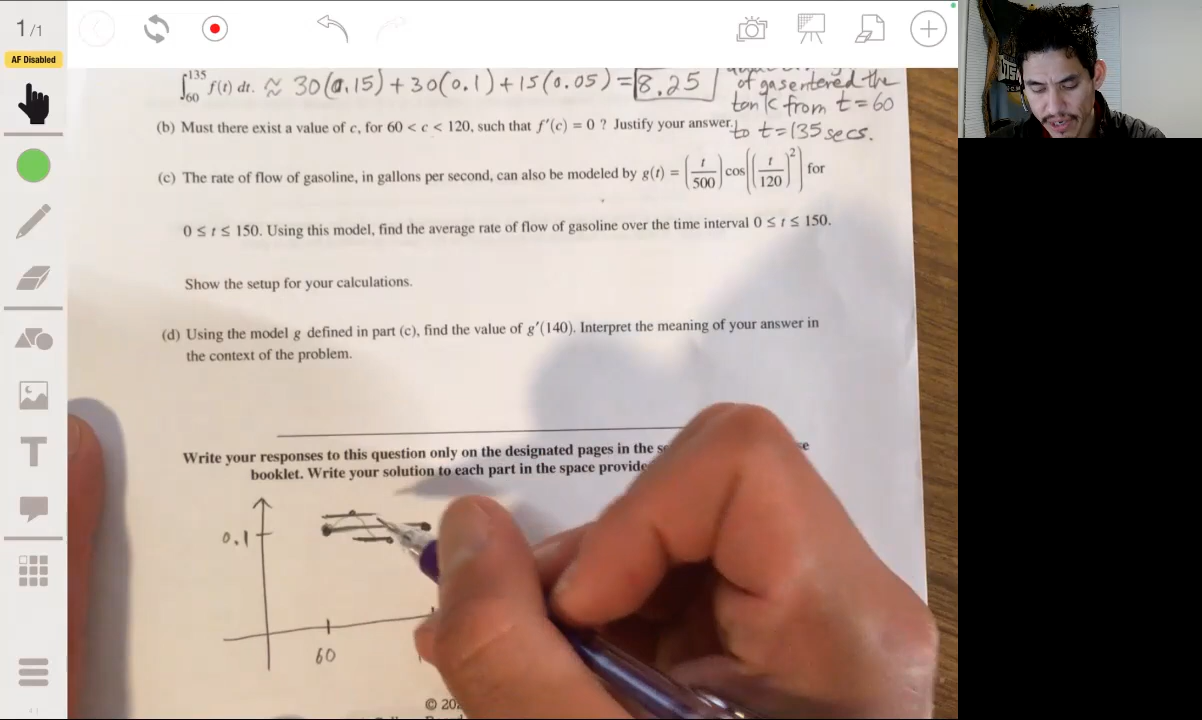 1/1
AF Disabled
∫₆₀¹³⁵ f(t) dt. ≈ 30(0.15) + 30(0.1) + 15(0.05) = 8.25
of gas entered the
tank from t = 60
to t = 135 secs.
(b) Must there exist a value of c, for 60 < c < 120, such that f′(c) = 0 ? Justify your answer.
(c) The rate of flow of gasoline, in gallons per second, can also be modeled by g(t) = (t/500) cos((t/120)²) for
0 ≤ t ≤ 150. Using this model, find the average rate of flow of gasoline over the time interval 0 ≤ t ≤ 150.
Show the setup for your calculations.
(d) Using the model g defined in part (c), find the value of g′(140). Interpret the meaning of your answer in
the context of the problem.
Write your responses to this question only on the designated pages in the
booklet. Write your solution to each part in the space
0.1
60
© 20
T